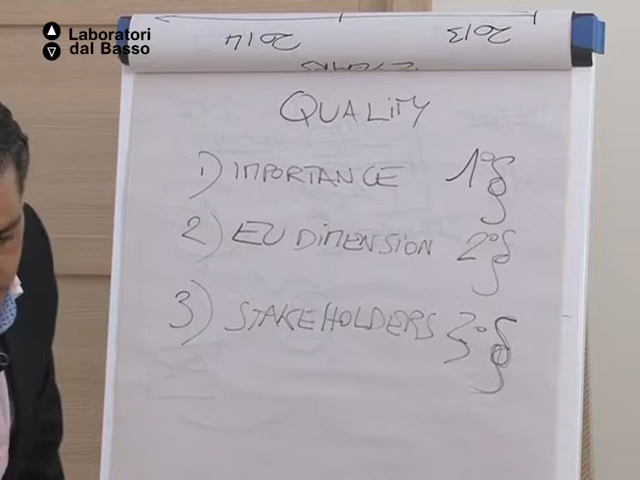 Laboratori
dal Basso
2014 2013
QUALITY
1) IMPORTANCE 1° §
2) EU DIMENSION 2° §
3) STAKEHOLDERS 3° §